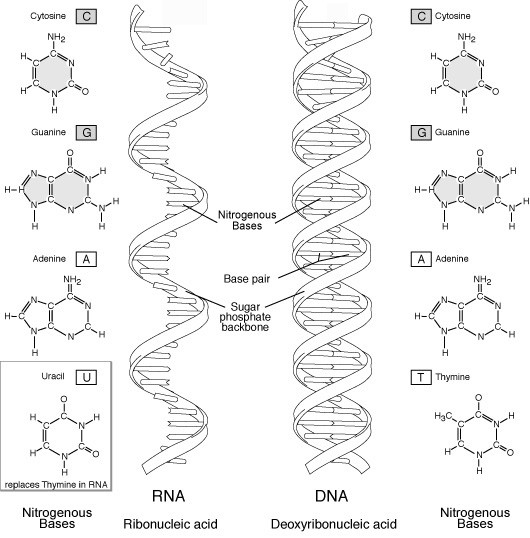 Cytosine C
NH2
H
C
C
N
C
C
H
N
O
H
Guanine G
O
N
C
C
N
H
H
C
C
C
N
N
N
H
H
H
Adenine A
NH2
N
C
C
N
H
C
C
C
N
N
H
H
Uracil U
O
H
C
C
N
H
C
C
H
N
O
H
replaces Thymine in RNA
Nitrogenous
Bases
Nitrogenous
Bases
Base pair
Sugar
phosphate
backbone
RNA
Ribonucleic acid
DNA
Deoxyribonucleic acid
C Cytosine
NH2
H
C
C
N
C
C
H
N
O
H
G Guanine
O
N
C
C
N
H
H
C
C
C
N
N
N
H
H
H
A Adenine
NH2
N
C
C
N
H
C
C
C
N
N
H
H
T Thymine
O
H3C
C
C
N
H
C
C
H
N
O
H
Nitrogenous
Bases